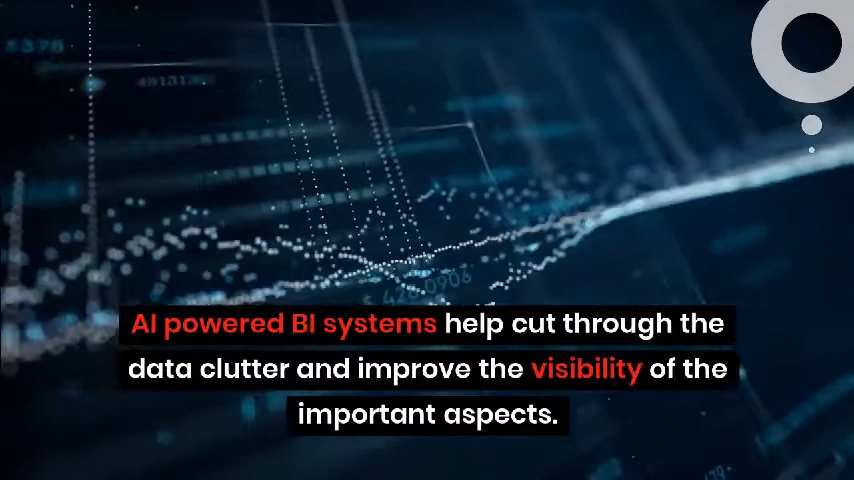 AI powered BI systems help cut through the
data clutter and improve the visibility of the
important aspects.